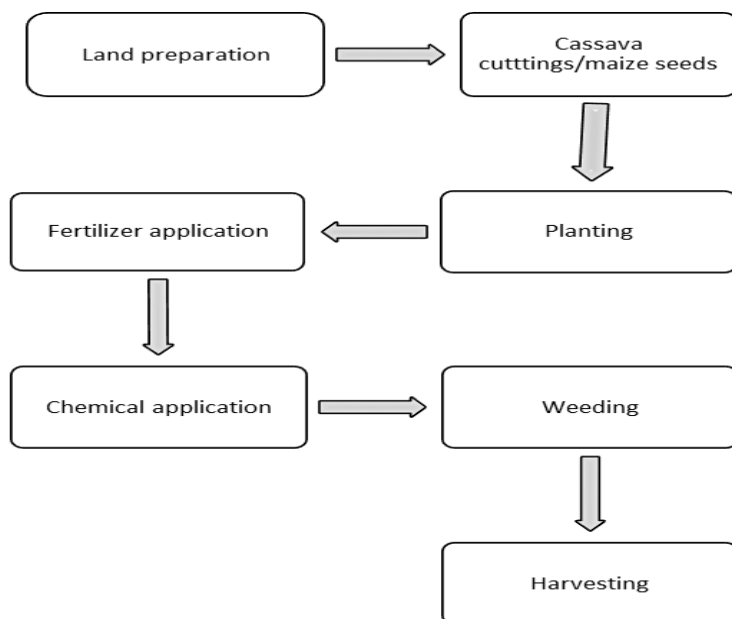 Land preparation
Cassava
cutttings/maize seeds
Planting
Fertilizer application
Chemical application
Weeding
Harvesting